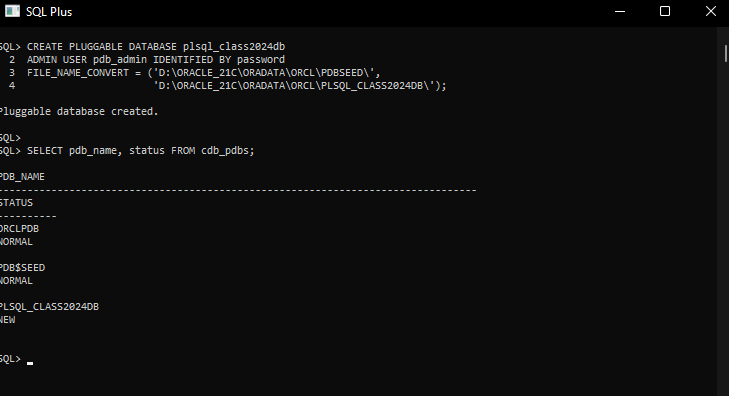 SQL Plus
SQL> CREATE PLUGGABLE DATABASE plsql_class2024db
2 ADMIN USER pdb_admin IDENTIFIED BY password
3 FILE_NAME_CONVERT = ('D:\ORACLE_21C\ORADATA\ORCL\PDBSEED\',
4 'D:\ORACLE_21C\ORADATA\ORCL\PLSQL_CLASS2024DB\');
Pluggable database created.
SQL>
SQL> SELECT pdb_name, status FROM cdb_pdbs;
PDB_NAME
--------------------------------------------------------------------------------
STATUS
----------
ORCLPDB
NORMAL
PDB$SEED
NORMAL
PLSQL_CLASS2024DB
NEW
SQL>